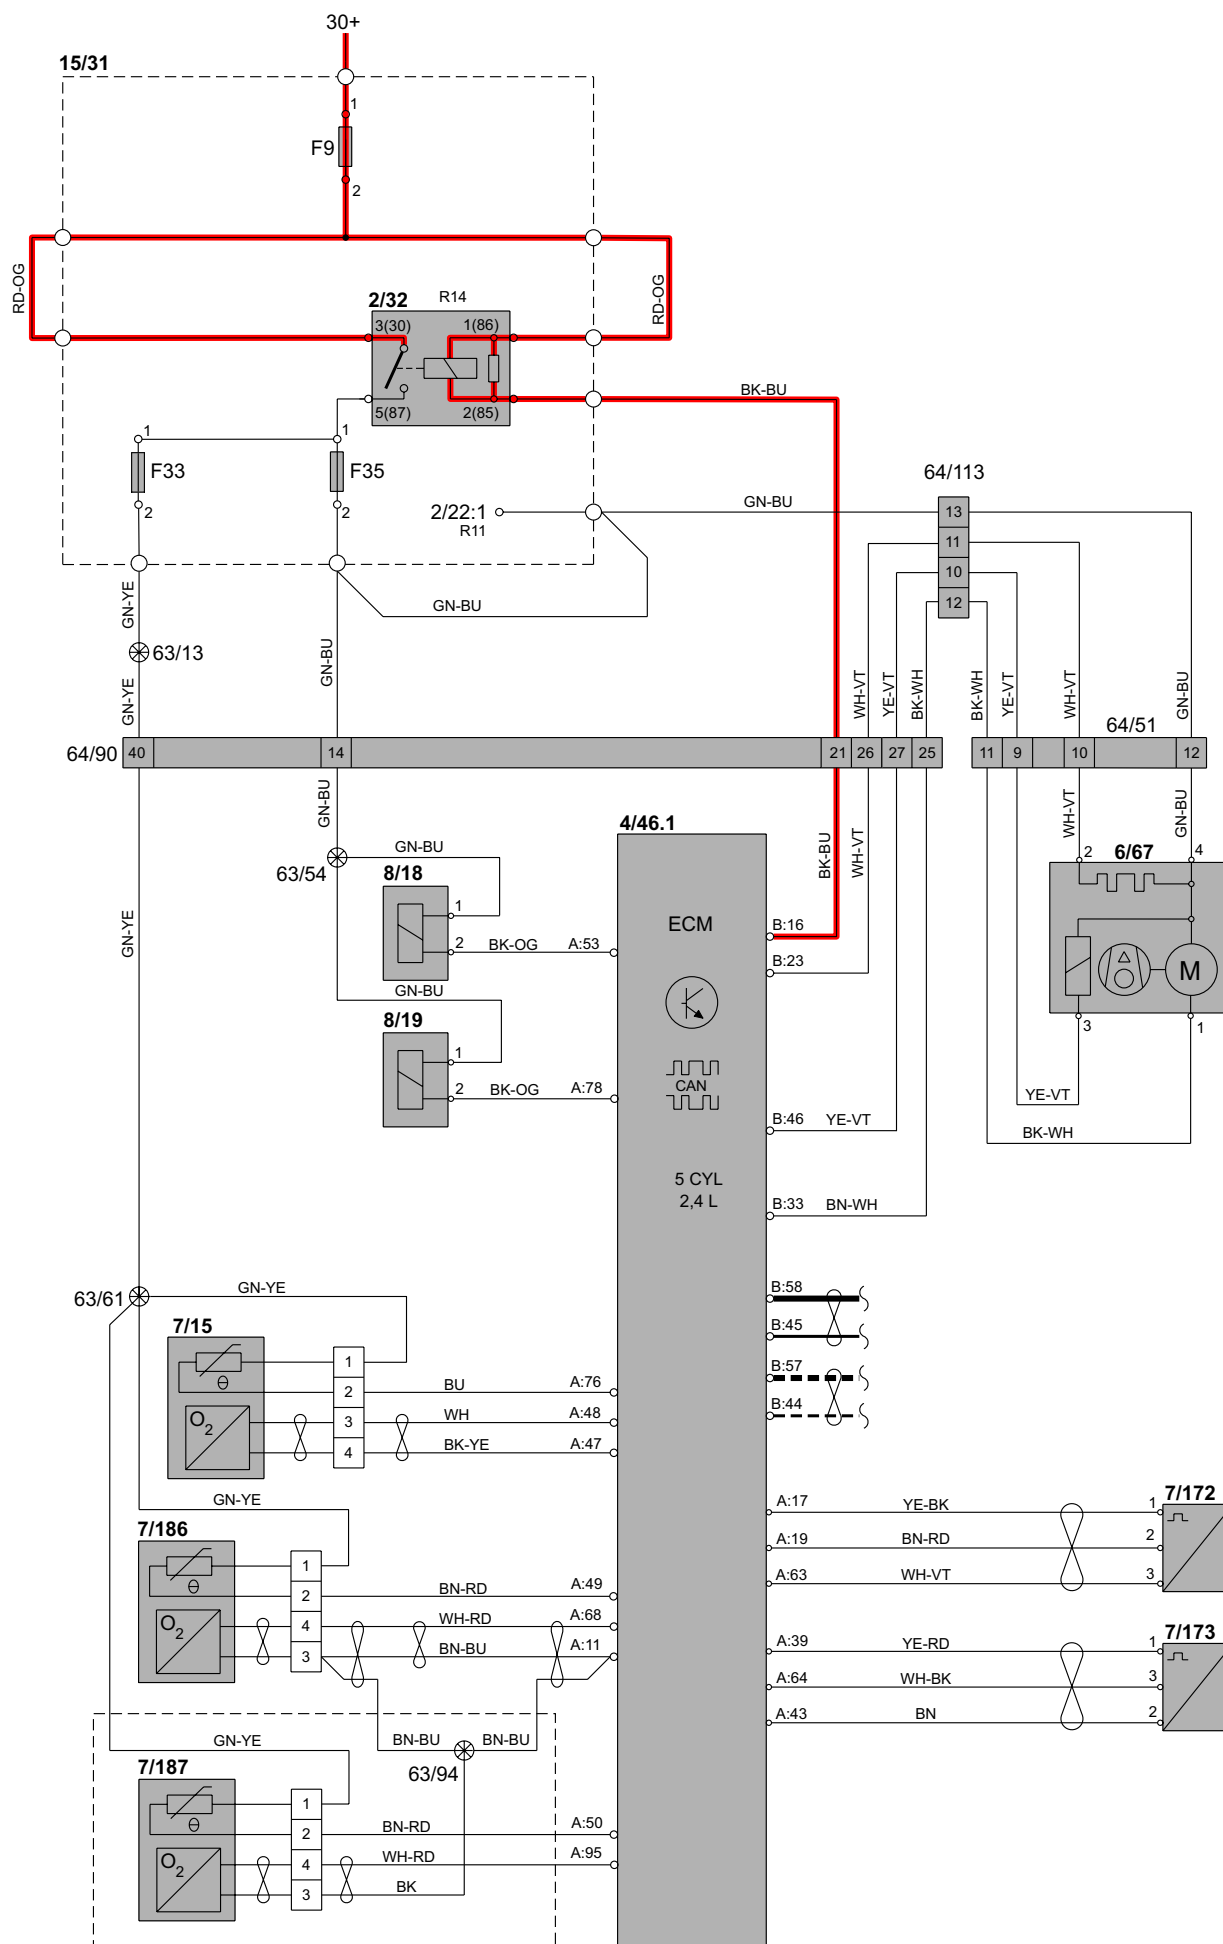 30+
15/31
1
F9
2
RD-OG
RD-OG
2/32 R14
3(30) 1(86)
5(87) 2(85)
BK-BU
1 1
F33 F35
2 2
2/22:1
R11
64/113
GN-BU
13
11
10
12
GN-YE
GN-BU
63/13
GN-YE
GN-BU
WH-VT
YE-VT
BK-WH
BK-WH
YE-VT
WH-VT
GN-BU
64/51
64/90 40 14 21 26 27 25
11 9 10 12
GN-BU
BK-BU
WH-VT
WH-VT
GN-BU
4/46.1
GN-BU
63/54
8/18
1
2 BK-OG A:53
GN-YE
ECM
B:16
B:23
6/67
2 4
M
3 1
GN-BU
8/19
1
2 BK-OG A:78
CAN
YE-VT
B:46 YE-VT
BK-WH
5 CYL
2,4 L
B:33 BN-WH
63/61
GN-YE
B:58
B:45
B:57
B:44
7/15
1
2 BU A:76
O2 3 WH A:48
4 BK-YE A:47
GN-YE
7/186
1
2 BN-RD A:49
O2 4 WH-RD A:68
3 BN-BU A:11
A:17 YE-BK 1 7/172
A:19 BN-RD 2
A:63 WH-VT 3
A:39 YE-RD 1 7/173
A:64 WH-BK 3
A:43 BN 2
GN-YE
BN-BU BN-BU
63/94
7/187
1
2 BN-RD A:50
O2 4 WH-RD A:95
3 BK